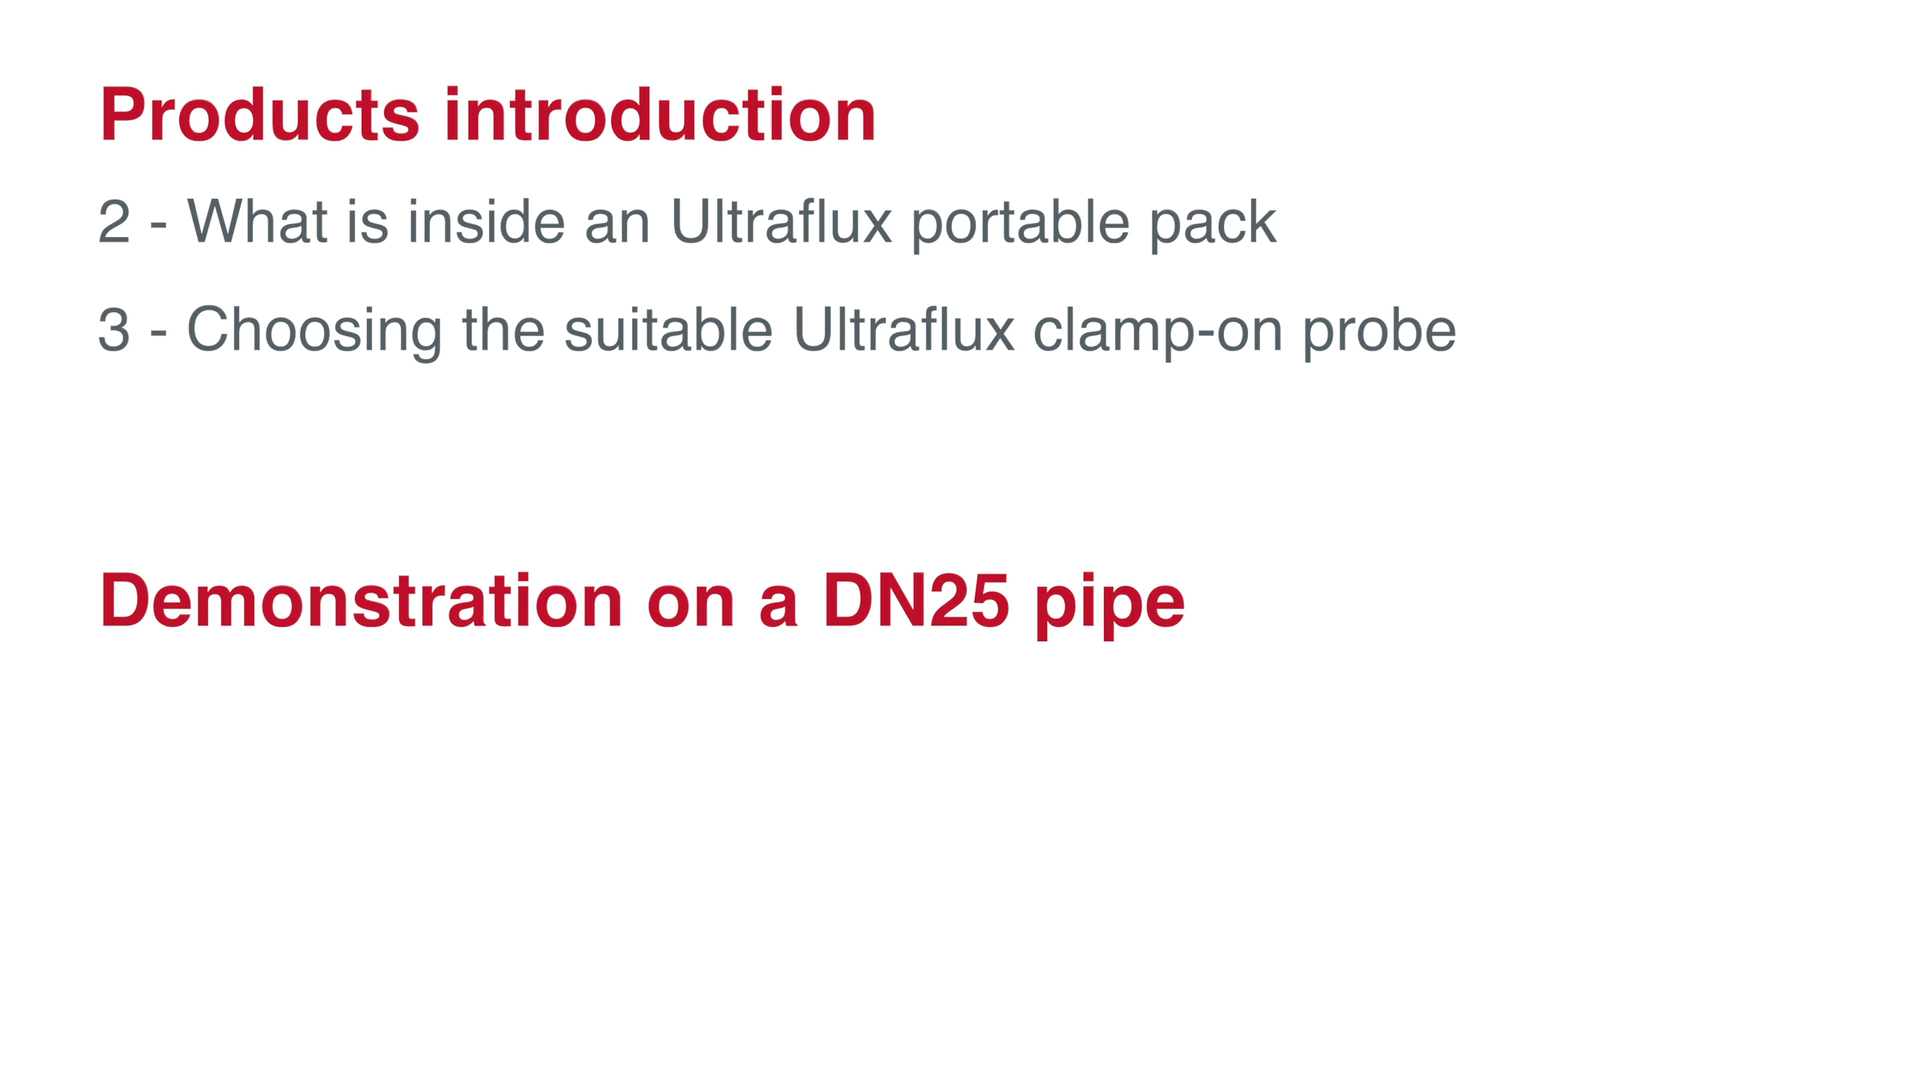 Products introduction
2 - What is inside an Ultraflux portable pack
3 - Choosing the suitable Ultraflux clamp-on probe
Demonstration on a DN25 pipe